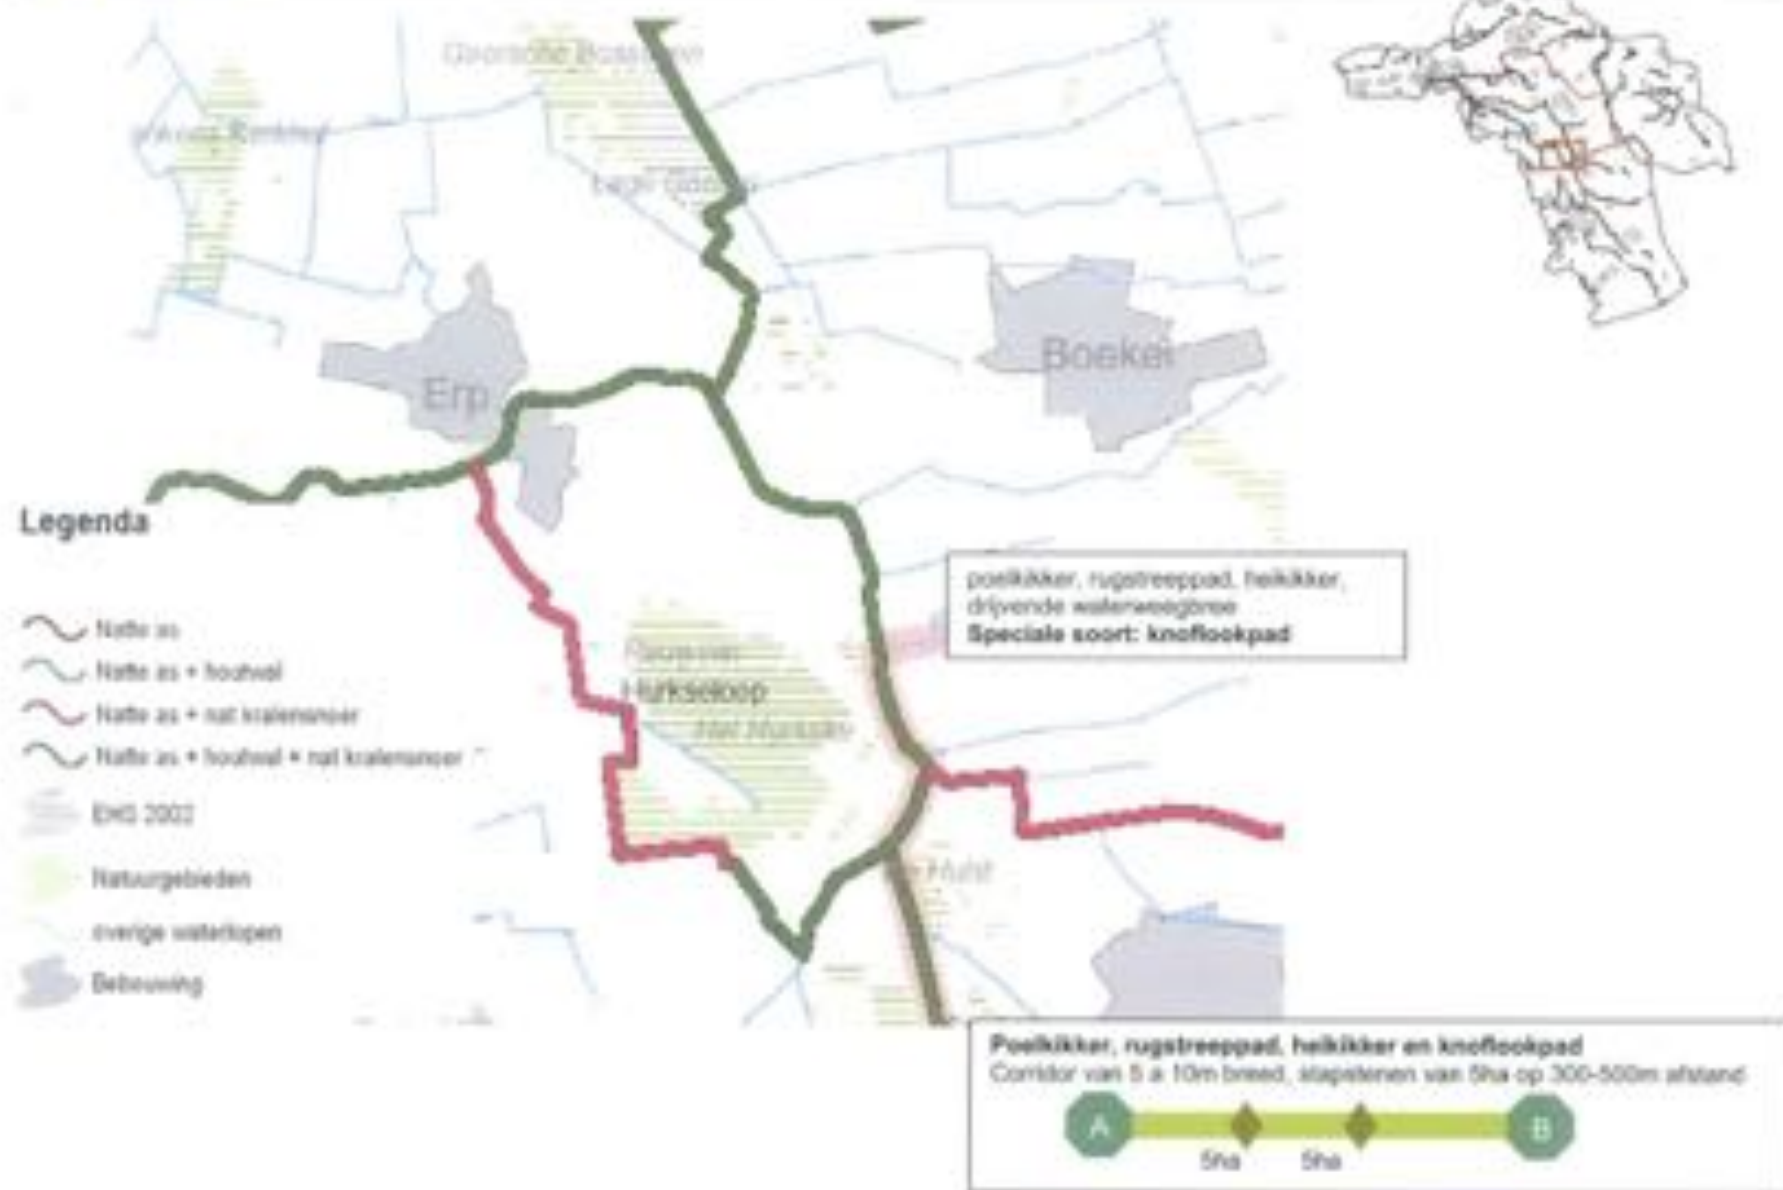 Erp
Boekel
Legenda
Natte as
Natte as + houtwal
Natte as + nat kralensnoer
Natte as + houtwal + nat kralensnoer
EHS 2002
Natuurgebieden
overige waterlopen
Bebouwing
Hurkseloop
Hulst
poelkikker, rugstreeppad, heikikker,
drijvende waterweegbree
Speciale soort: knoflookpad
Poelkikker, rugstreeppad, heikikker en knoflookpad
Corridor van 5 a 10m breed, stapstenen van 5ha op 300-500m afstand
A
B
5ha 5ha